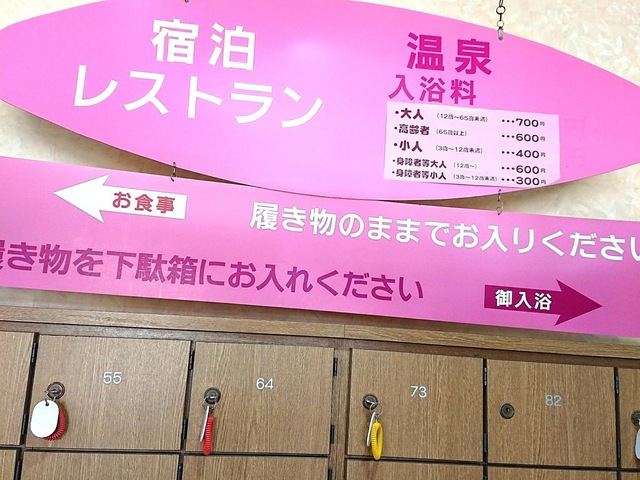 宿泊
レストラン
温泉
入浴料
・大人 (12歳~65歳未満) ・・・700円
・高齢者 (65歳以上) ・・・600円
・小人 (3歳~12歳未満) ・・・400円
・身障者等大人 (12歳~) ・・・600円
・身障者等小人 (3歳~12歳未満) ・・・300円
お食事
履き物のままでお入りください
履き物を下駄箱にお入れください
御入浴
55
64
73
82